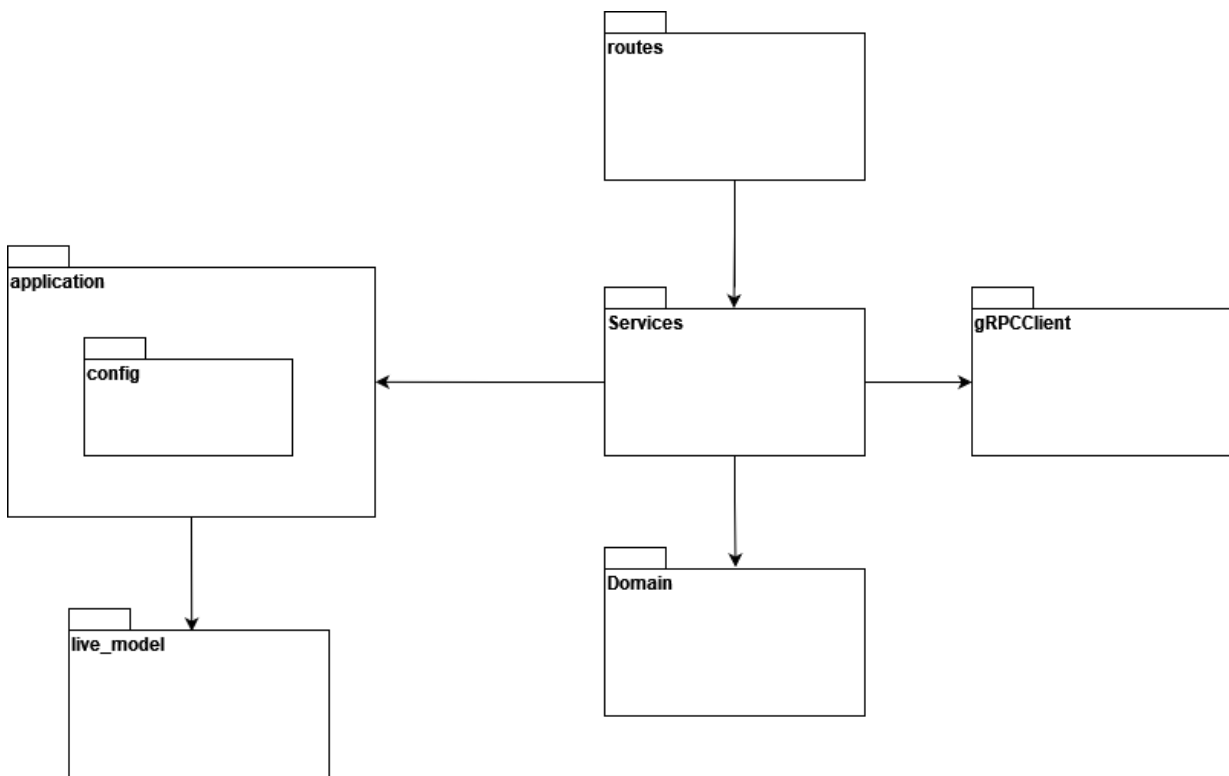 routes
application
Services
gRPCClient
config
Domain
live_model